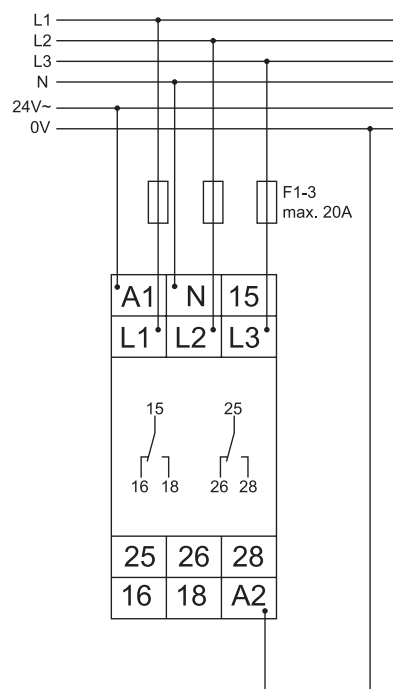 L1
L2
L3
N
24V~
0V
F1-3
max. 20A
A1 N 15
L1 L2 L3
15 25
16 18 26 28
25 26 28
16 18 A2